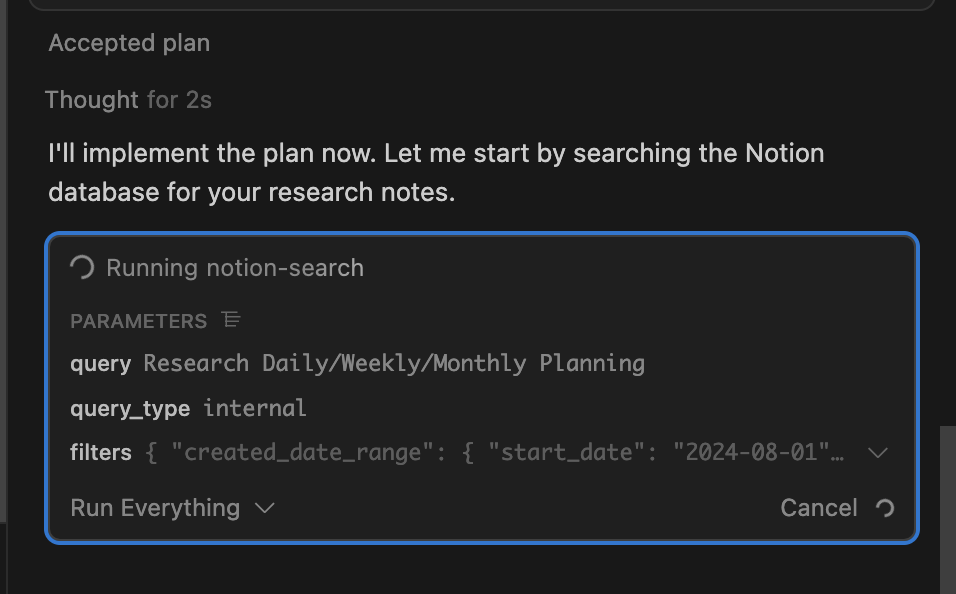 Accepted plan
Thought for 2s
I'll implement the plan now. Let me start by searching the Notion
database for your research notes.
Running notion-search
PARAMETERS
query Research Daily/Weekly/Monthly Planning
query_type internal
filters { "created_date_range": { "start_date": "2024-08-01"…
Run Everything Cancel